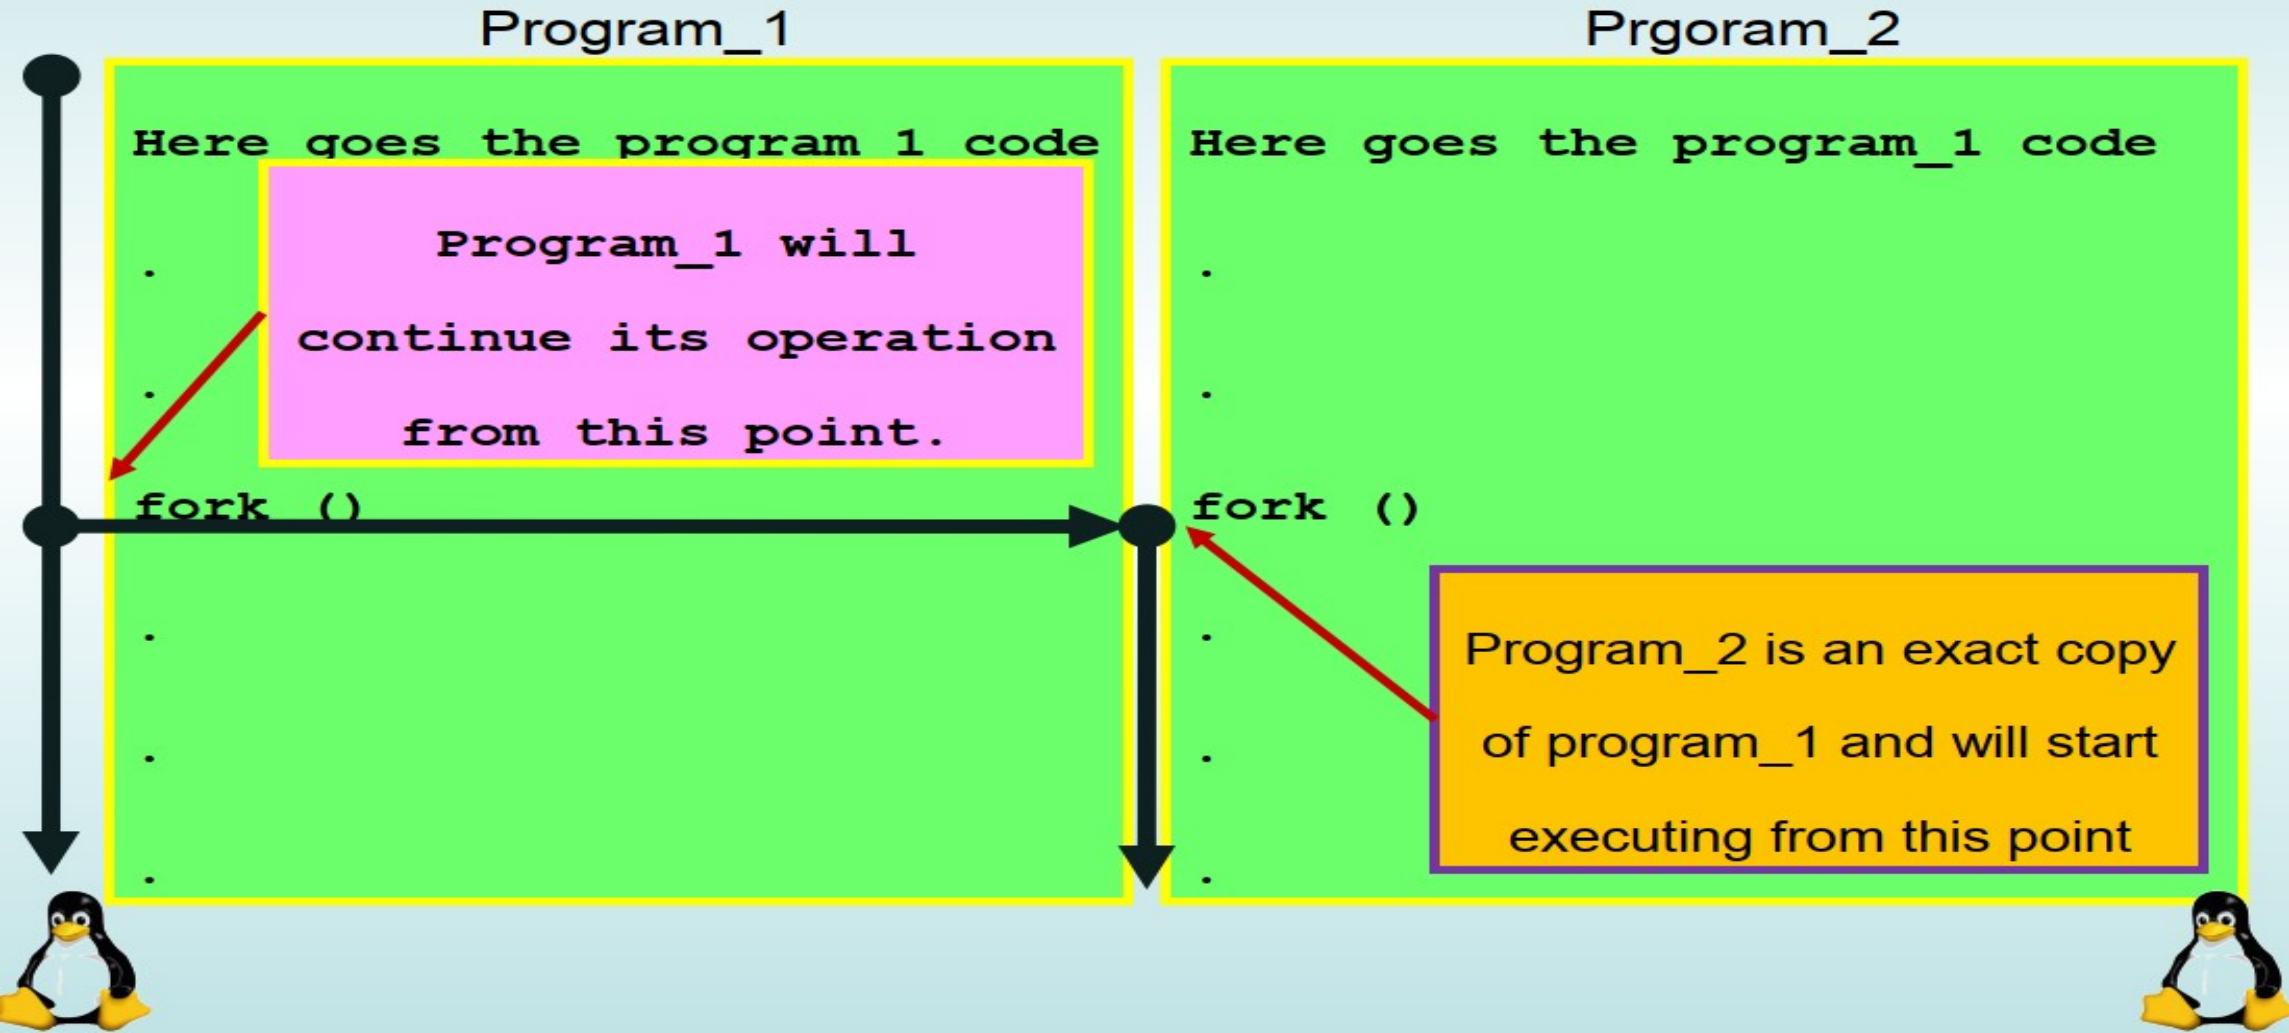 Program_1
Prgoram_2
Here goes the program 1 code
Program_1 will
continue its operation
from this point.
.
.
fork ()
.
.
.
Here goes the program_1 code
.
.
fork ()
.
.
.
Program_2 is an exact copy
of program_1 and will start
executing from this point